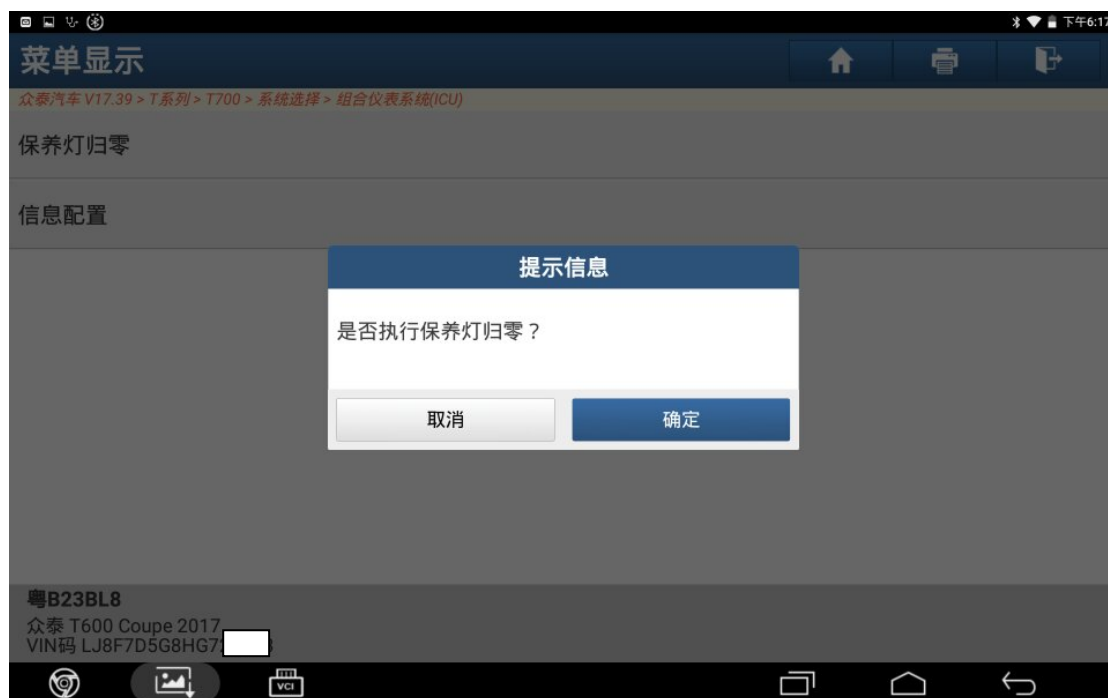 下午6:17
菜单显示
众泰汽车 V17.39 > T系列 > T700 > 系统选择 > 组合仪表系统(ICU)
保养灯归零
信息配置
提示信息
是否执行保养灯归零？
取消
确定
粤B23BL8
众泰 T600 Coupe 2017
VIN码 LJ8F7D5G8HG7
VCI